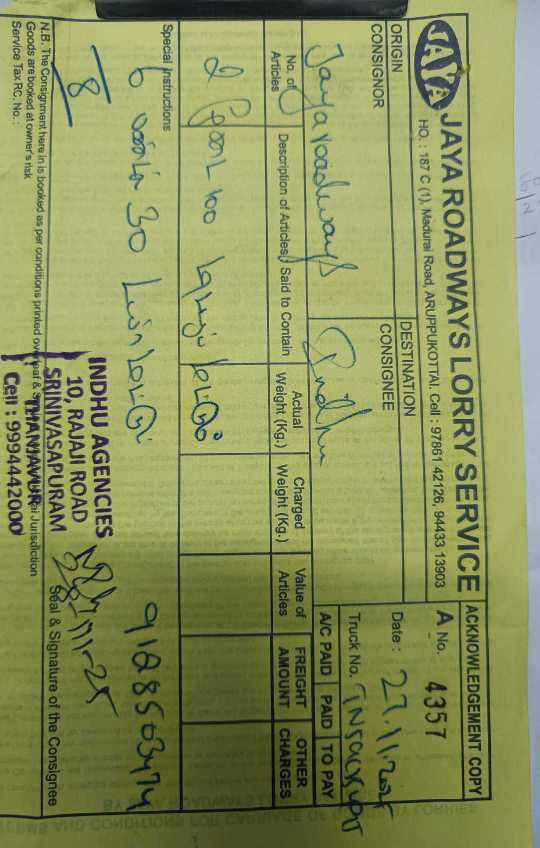 JAYA
JAYA ROADWAYS LORRY SERVICE
HO. : 187 C (1), Madurai Road, ARUPPUKOTTAI. Cell : 97861 42126, 94433 13903
ACKNOWLEDGEMENT COPY
A No. 4357
Date : 27.11.2025
Truck No.
ORIGIN
CONSIGNOR
Jaya roadways
DESTINATION
CONSIGNEE
Indhu
A/C PAID PAID TO PAY
No. of Articles
Description of Articles / Said to Contain
Actual Weight (Kg.)
Charged Weight (Kg.)
Value of Articles
FREIGHT AMOUNT
OTHER CHARGES
2
100
6
30
8
Special Instructions
9128503474
INDHU AGENCIES
10, RAJAJI ROAD
SRINIVASAPURAM
THANJAVUR
Cell : 9994442000
28-11-25
Seal & Signature of the Consignee
N.B. The Consignment here in is booked as per conditions printed overleaf &
Jurisdiction
Goods are booked at owner's risk
Service Tax RC. No. :